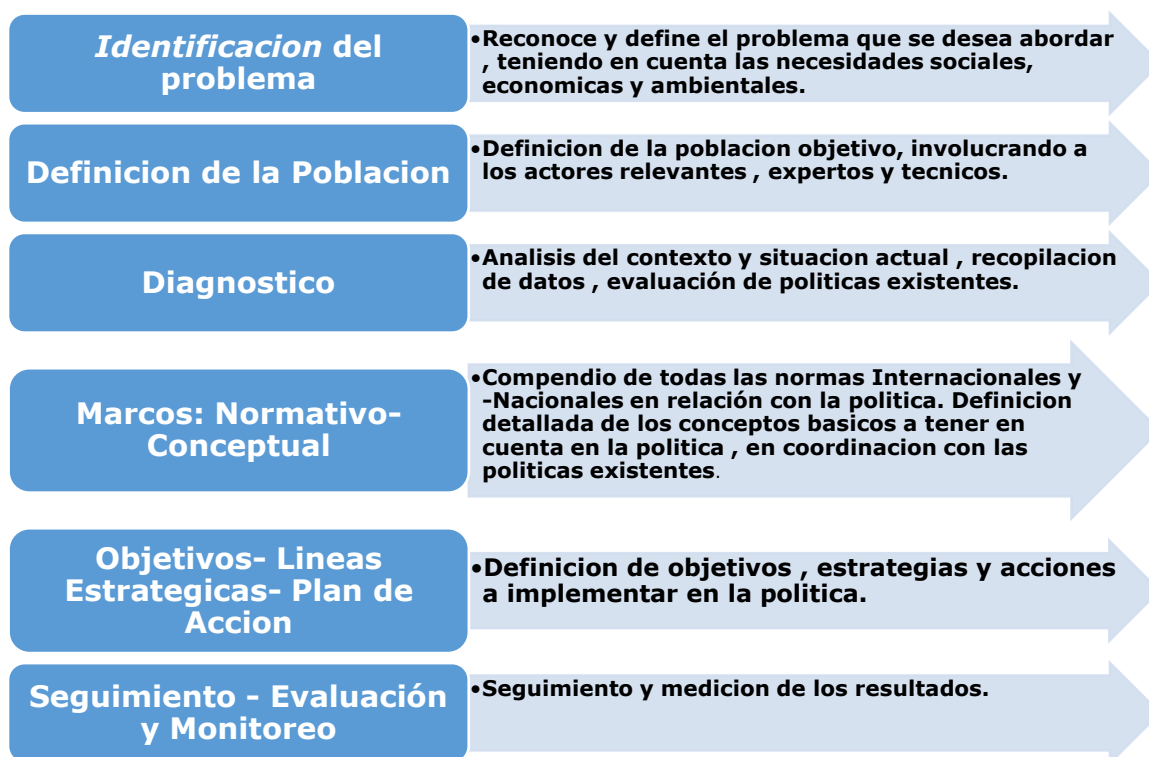 Identificacion del
problema
•Reconoce y define el problema que se desea abordar
, teniendo en cuenta las necesidades sociales,
economicas y ambientales.
Definicion de la Poblacion
•Definicion de la poblacion objetivo, involucrando a
los actores relevantes , expertos y tecnicos.
Diagnostico
•Analisis del contexto y situacion actual , recopilacion
de datos , evaluación de politicas existentes.
Marcos: Normativo-
Conceptual
•Compendio de todas las normas Internacionales y
-Nacionales en relación con la politica. Definicion
detallada de los conceptos basicos a tener en
cuenta en la politica , en coordinacion con las
politicas existentes.
Objetivos- Lineas
Estrategicas- Plan de
Accion
•Definicion de objetivos , estrategias y acciones
a implementar en la politica.
Seguimiento - Evaluación
y Monitoreo
•Seguimiento y medicion de los resultados.